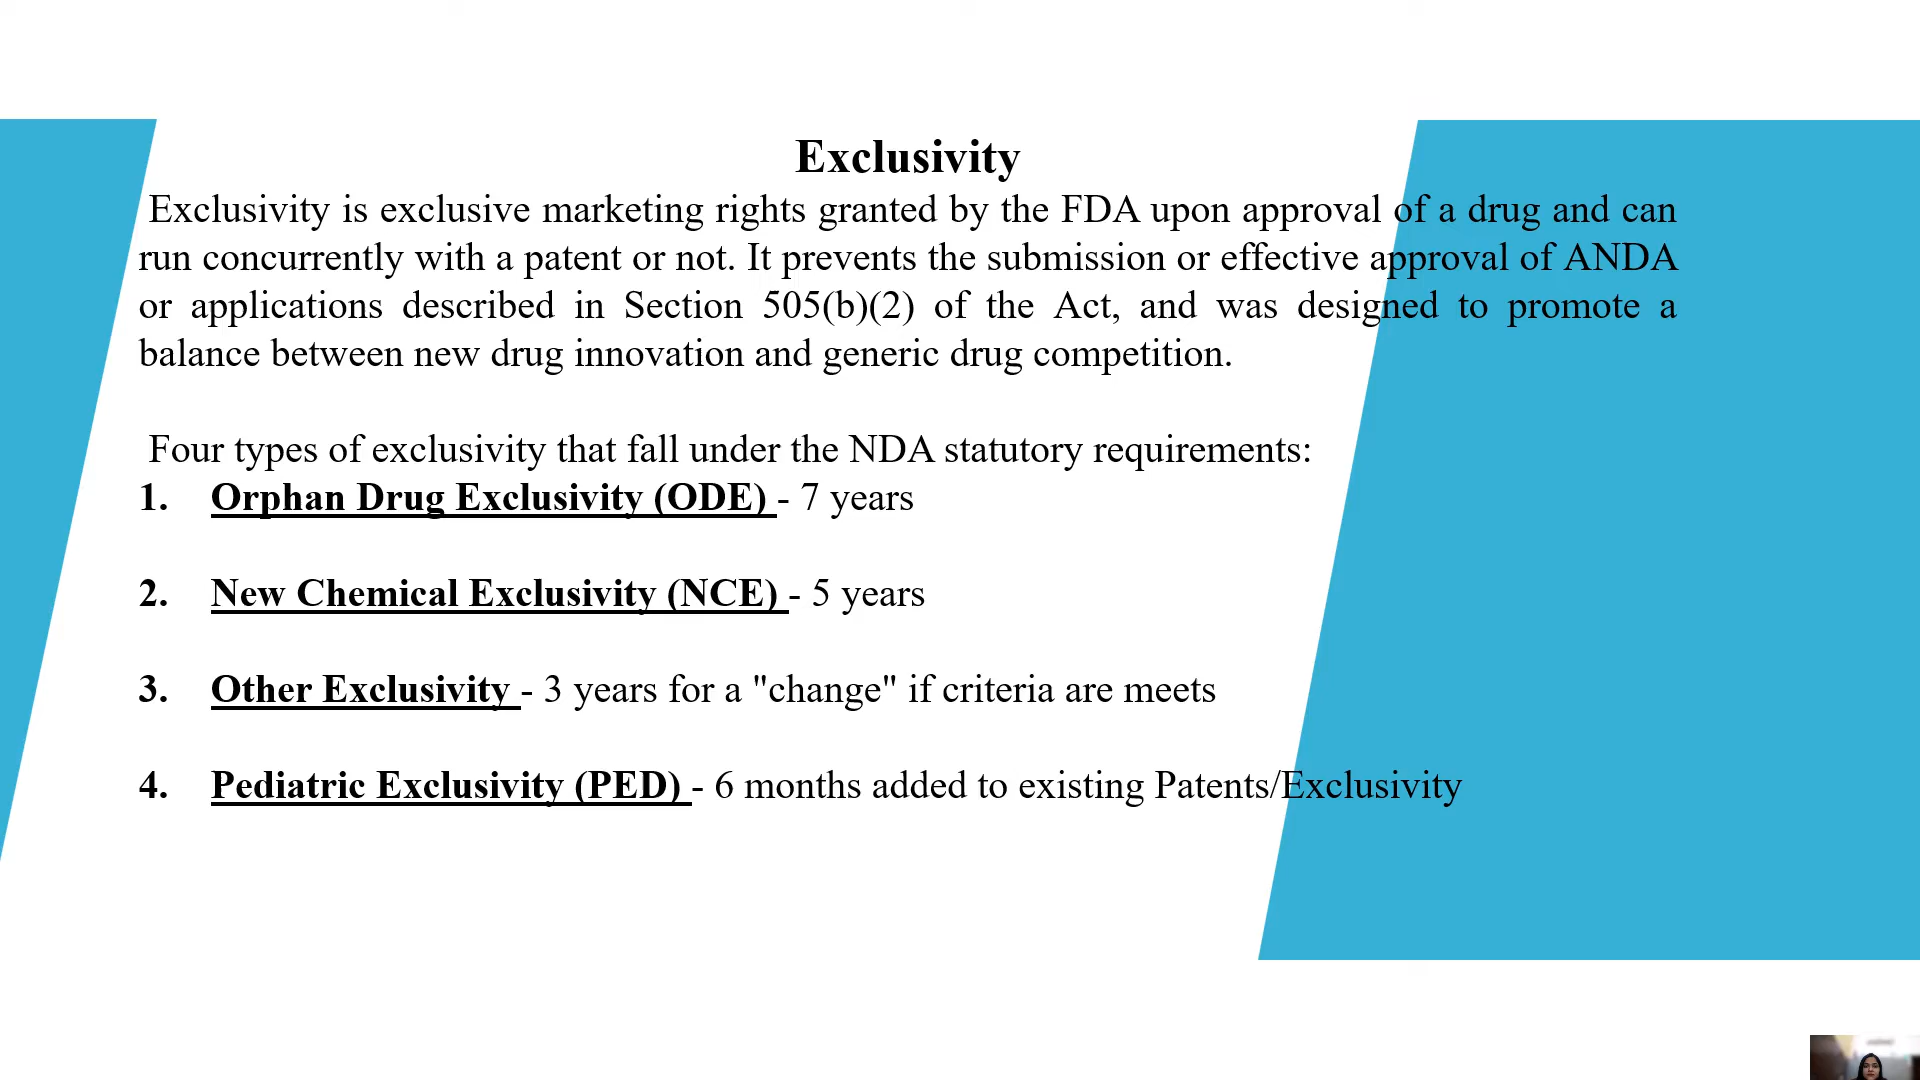 Exclusivity
Exclusivity is exclusive marketing rights granted by the FDA upon approval of a drug and can
run concurrently with a patent or not. It prevents the submission or effective approval of ANDA
or applications described in Section 505(b)(2) of the Act, and was designed to promote a
balance between new drug innovation and generic drug competition.
Four types of exclusivity that fall under the NDA statutory requirements:
1. Orphan Drug Exclusivity (ODE) - 7 years
2. New Chemical Exclusivity (NCE) - 5 years
3. Other Exclusivity - 3 years for a "change" if criteria are meets
4. Pediatric Exclusivity (PED) - 6 months added to existing Patents/Exclusivity